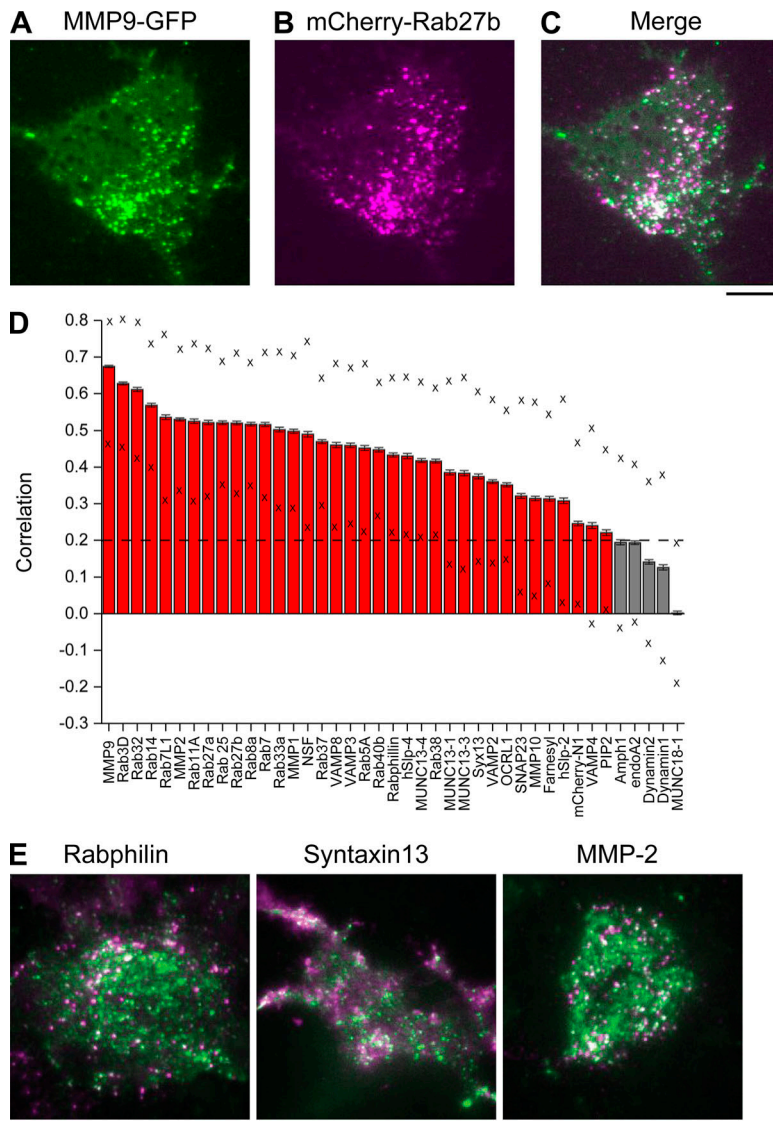 A MMP9-GFP B mCherry-Rab27b C Merge
D
0.8
0.7
0.6
0.5
0.4
0.3
0.2
0.1
0.0
-0.1
-0.2
-0.3
Correlation
MMP9
Rab3D
Rab32
Rab14
Rab7L1
MMP2
Rab11A
Rab27a
Rab 25
Rab27b
Rab8a
Rab7
Rab33a
MMP1
NSF
Rab37
VAMP8
VAMP3
Rab5A
Rab40b
Rabphillin
hSlp-4
MUNC13-4
Rab38
MUNC13-1
MUNC13-3
Syx13
VAMP2
OCRL1
SNAP23
MMP10
Farnesyl
hSlp-2
mCherry-N1
VAMP4
PIP2
Amph1
endoA2
Dynamin2
Dynamin1
MUNC18-1
E Rabphilin Syntaxin13 MMP-2